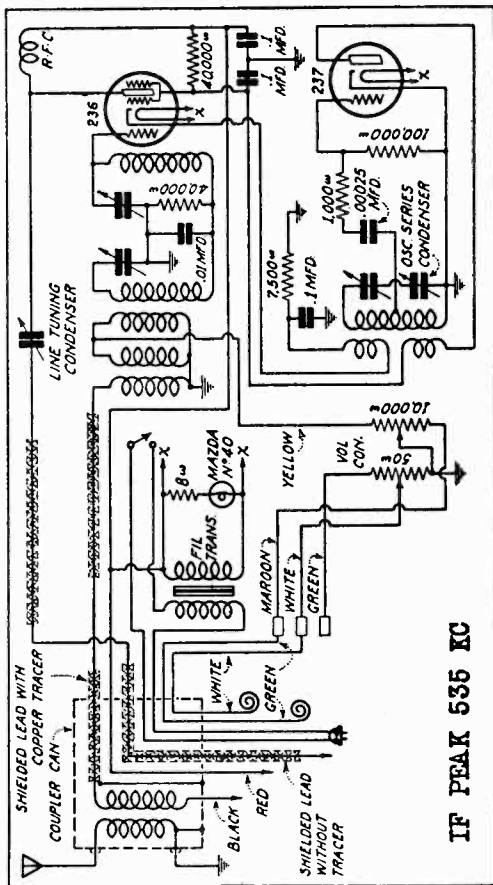 R.F.C.
236
40,000ω
.1
MFD.
.1
MFD.
X
LINE TUNING
CONDENSER
40,000ω
.01 MFD.
237
X
100,000ω
1,000ω
.00025
MFD.
OSC. SERIES
CONDENSER
7,500ω
.1 MFD.
SHIELDED LEAD WITH
COPPER TRACER
COUPLER CAN
X
8ω
MAZDA
Nº 40
X
FIL
TRANS.
YELLOW
VOL
CON.
50ω
10,000ω
MAROON
WHITE
GREEN
WHITE
GREEN
BLACK
RED
SHIELDED LEAD
WITHOUT
TRACER
IF PEAK 535 KC